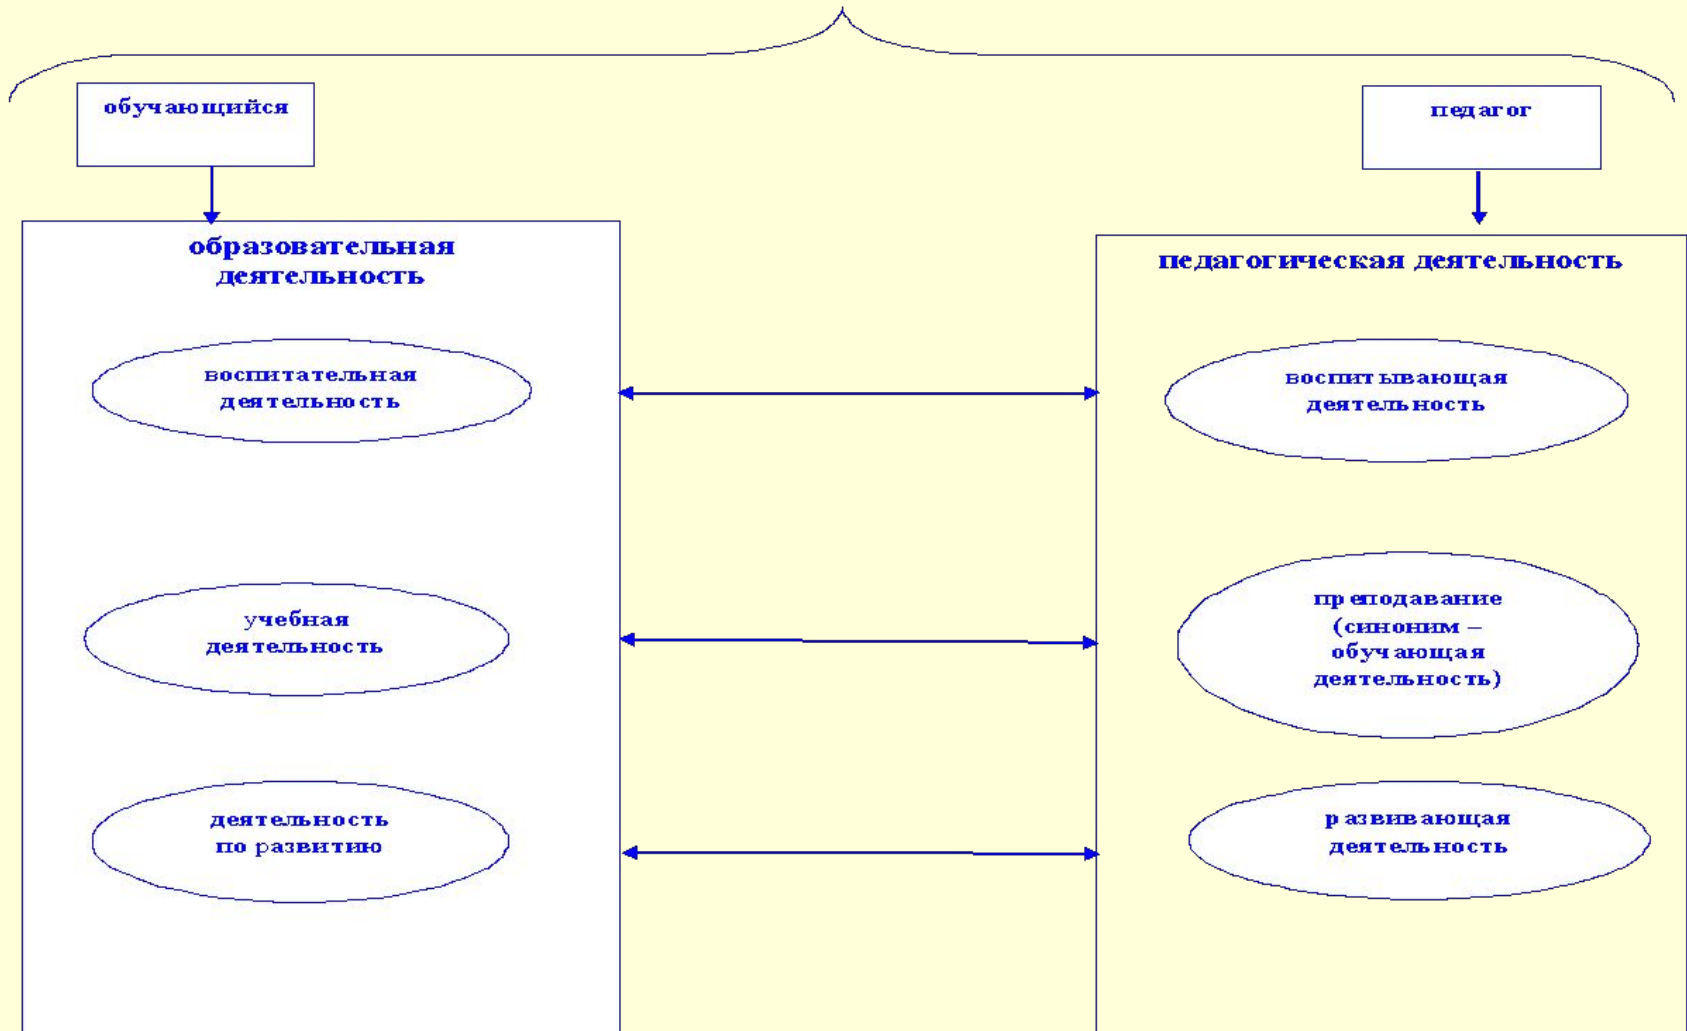 обучающийся
педагог
образовательная
деятельность
воспитательная
деятельность
учебная
деятельность
деятельность
по развитию
педагогическая деятельность
воспитывающая
деятельность
преподавание
(синоним –
обучающая
деятельность)
развивающая
деятельность